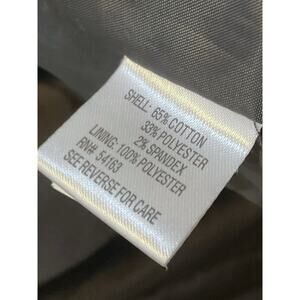 SHELL: 65% COTTON
33% POLYESTER
2% SPANDEX
LINING: 100% POLYESTER
RN# 54163
SEE REVERSE FOR CARE